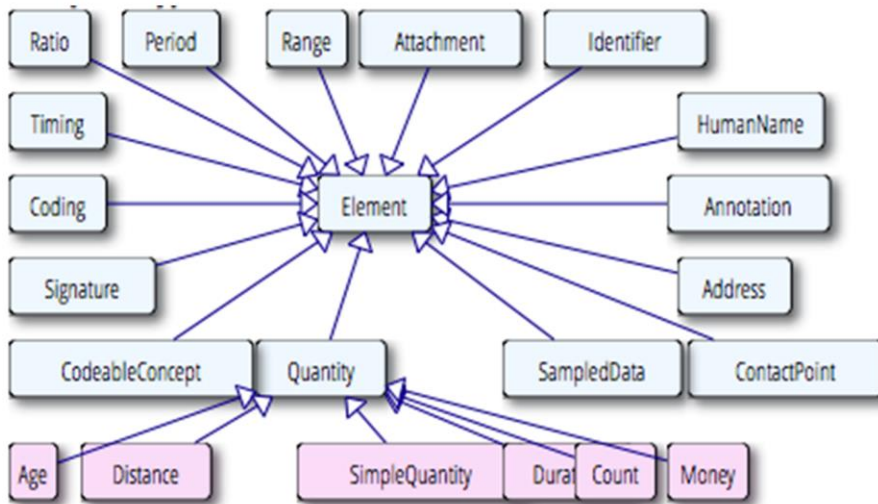 Ratio
Period
Range
Attachment
Identifier
Timing
HumanName
Coding
Element
Annotation
Signature
Address
CodeableConcept
Quantity
SampledData
ContactPoint
Age
Distance
SimpleQuantity
Durat
Count
Money